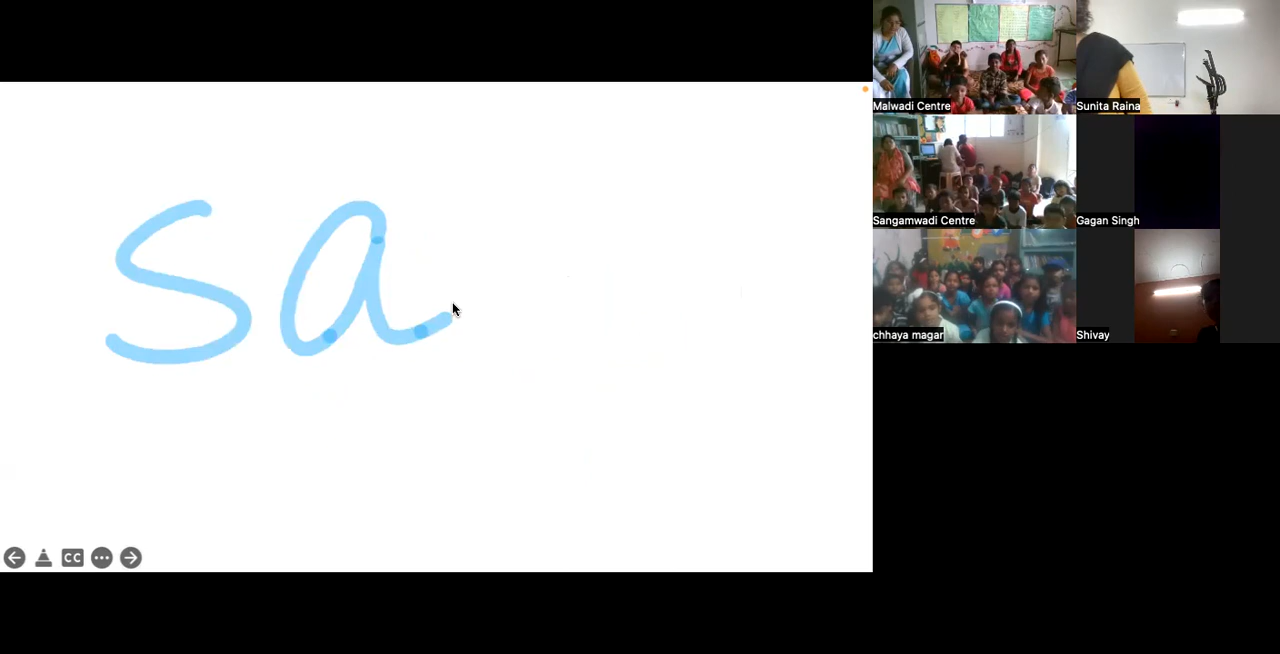 sa
Malwadi Centre
Sunita Raina
Sangamwadi Centre
Gagan Singh
chhaya magar
Shivay
CC